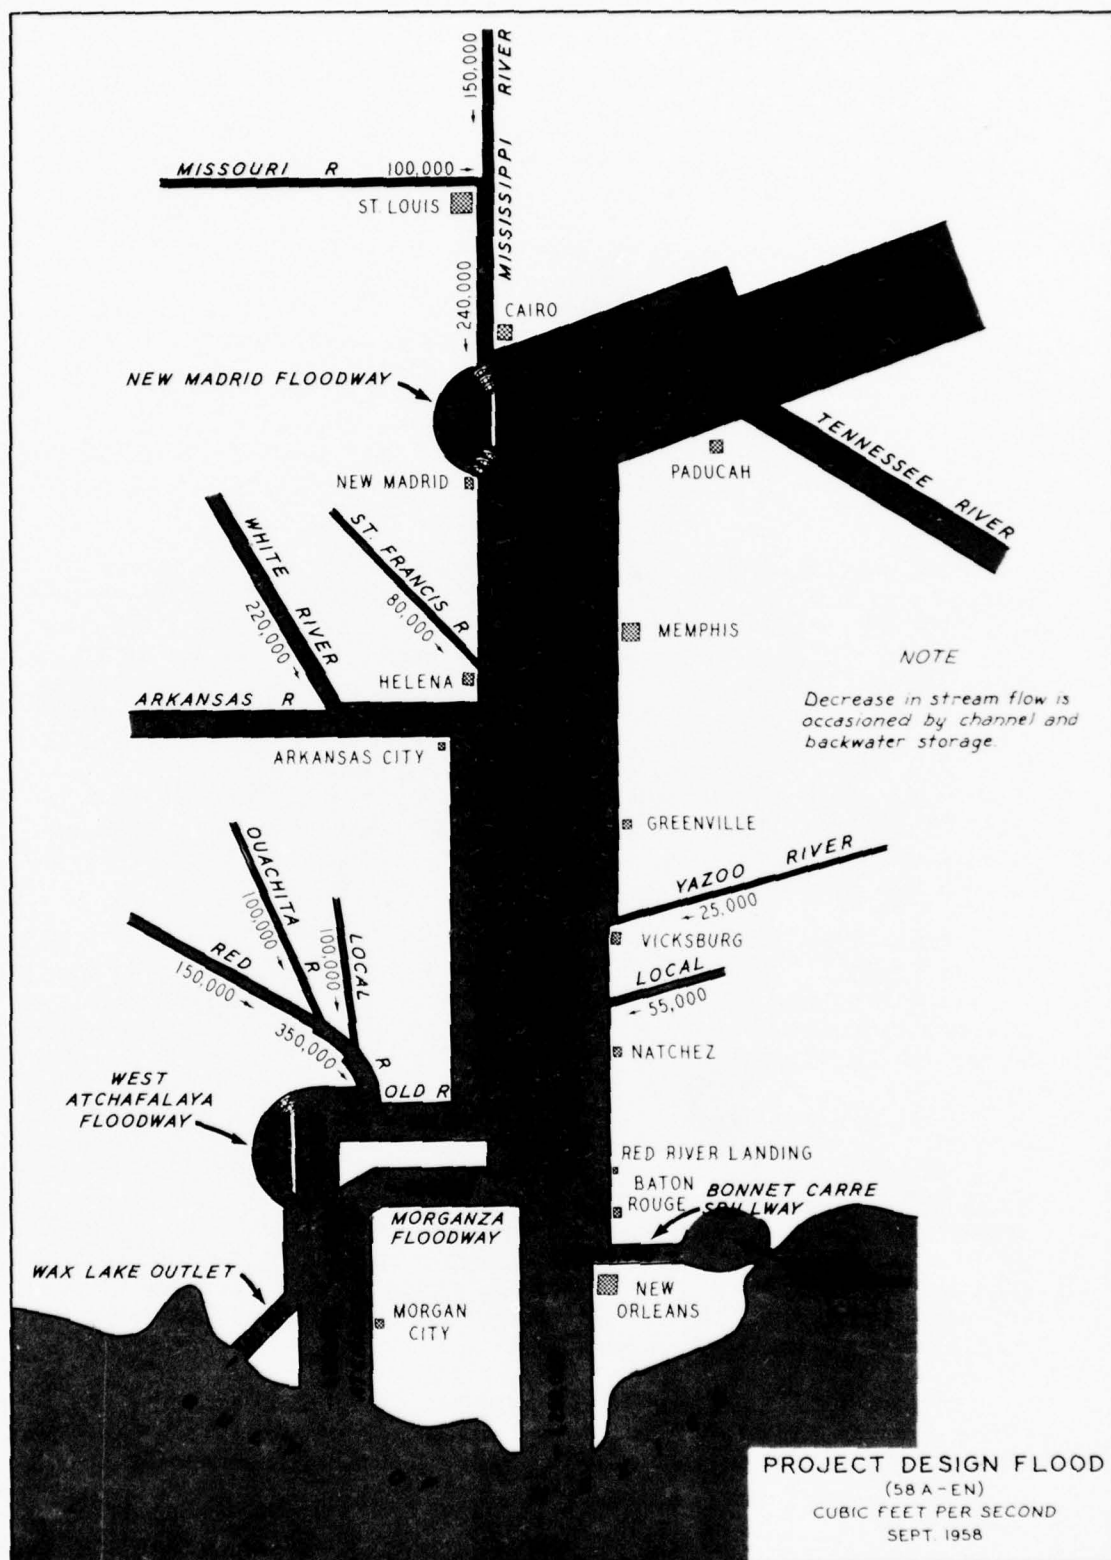 150,000
MISSISSIPPI RIVER
MISSOURI R 100,000
ST. LOUIS
240,000
CAIRO
NEW MADRID FLOODWAY
TENNESSEE RIVER
PADUCAH
NEW MADRID
WHITE RIVER
220,000
ST. FRANCIS R
80,000
MEMPHIS
HELENA
ARKANSAS R
ARKANSAS CITY
NOTE
Decrease in stream flow is
occasioned by channel and
backwater storage.
GREENVILLE
YAZOO RIVER
25,000
VICKSBURG
LOCAL
55,000
NATCHEZ
OUACHITA R
100,000
LOCAL
100,000
RED R
150,000
350,000
OLD R
WEST
ATCHAFALAYA
FLOODWAY
RED RIVER LANDING
BATON
ROUGE
BONNET CARRE
SPILLWAY
MORGANZA
FLOODWAY
WAX LAKE OUTLET
MORGAN
CITY
NEW
ORLEANS
PROJECT DESIGN FLOOD
(58 A-EN)
CUBIC FEET PER SECOND
SEPT. 1958